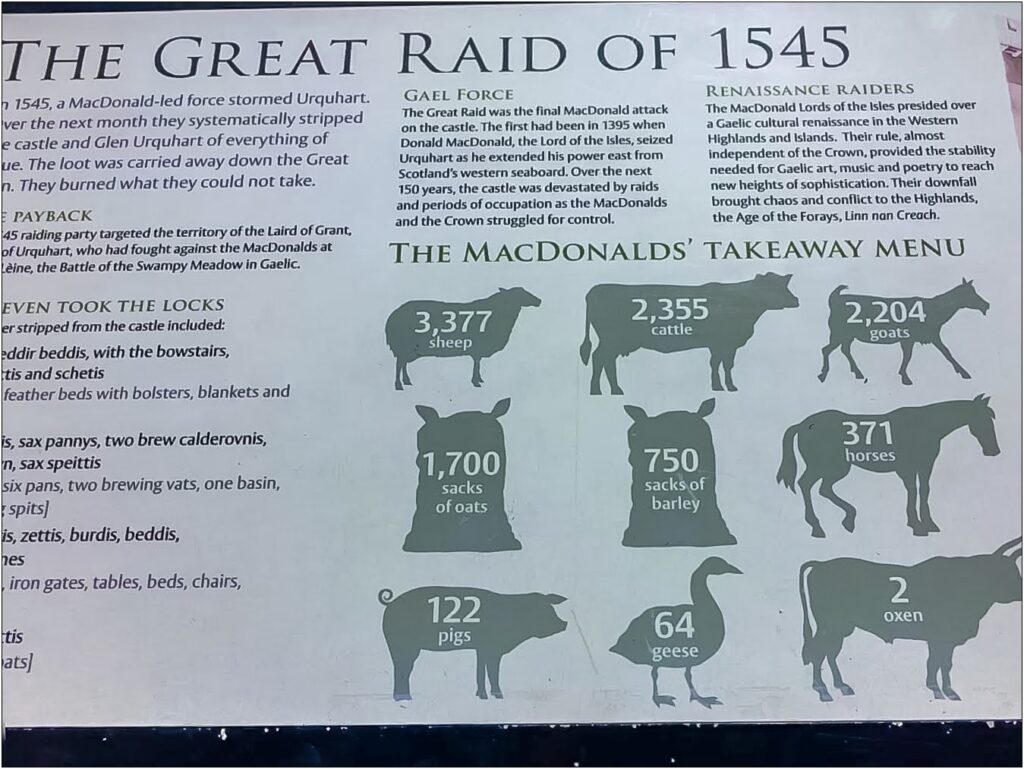 THE GREAT RAID OF 1545
1545, a MacDonald-led force stormed Urquhart.
ver the next month they systematically stripped
e castle and Glen Urquhart of everything of
ue. The loot was carried away down the Great
n. They burned what they could not take.
E PAYBACK
45 raiding party targeted the territory of the Laird of Grant,
of Urquhart, who had fought against the MacDonalds at
Lèine, the Battle of the Swampy Meadow in Gaelic.
EVEN TOOK THE LOCKS
er stripped from the castle included:
eddir beddis, with the bowstairs,
tis and schetis
feather beds with bolsters, blankets and
is, sax pannys, two brew calderovnis,
n, sax speittis
six pans, two brewing vats, one basin,
spits]
is, zettis, burdis, beddis,
nes
, iron gates, tables, beds, chairs,
tis
oats]
GAEL FORCE
The Great Raid was the final MacDonald attack
on the castle. The first had been in 1395 when
Donald MacDonald, the Lord of the Isles, seized
Urquhart as he extended his power east from
Scotland's western seaboard. Over the next
150 years, the castle was devastated by raids
and periods of occupation as the MacDonalds
and the Crown struggled for control.
RENAISSANCE RAIDERS
The MacDonald Lords of the Isles presided over
a Gaelic cultural renaissance in the Western
Highlands and Islands. Their rule, almost
independent of the Crown, provided the stability
needed for Gaelic art, music and poetry to reach
new heights of sophistication. Their downfall
brought chaos and conflict to the Highlands,
the Age of the Forays, Linn nan Creach.
THE MACDONALDS' TAKEAWAY MENU
3,377
sheep
2,355
cattle
2,204
goats
1,700
sacks
of oats
750
sacks of
barley
371
horses
122
pigs
64
geese
2
oxen